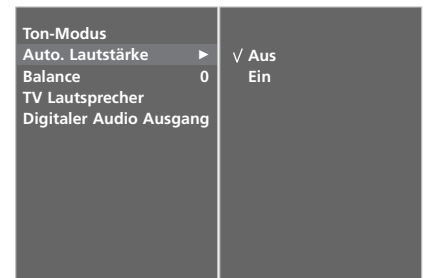 Ton-Modus
Auto. Lautstärke ►
Balance 0
TV Lautsprecher
Digitaler Audio Ausgang
√ Aus
Ein